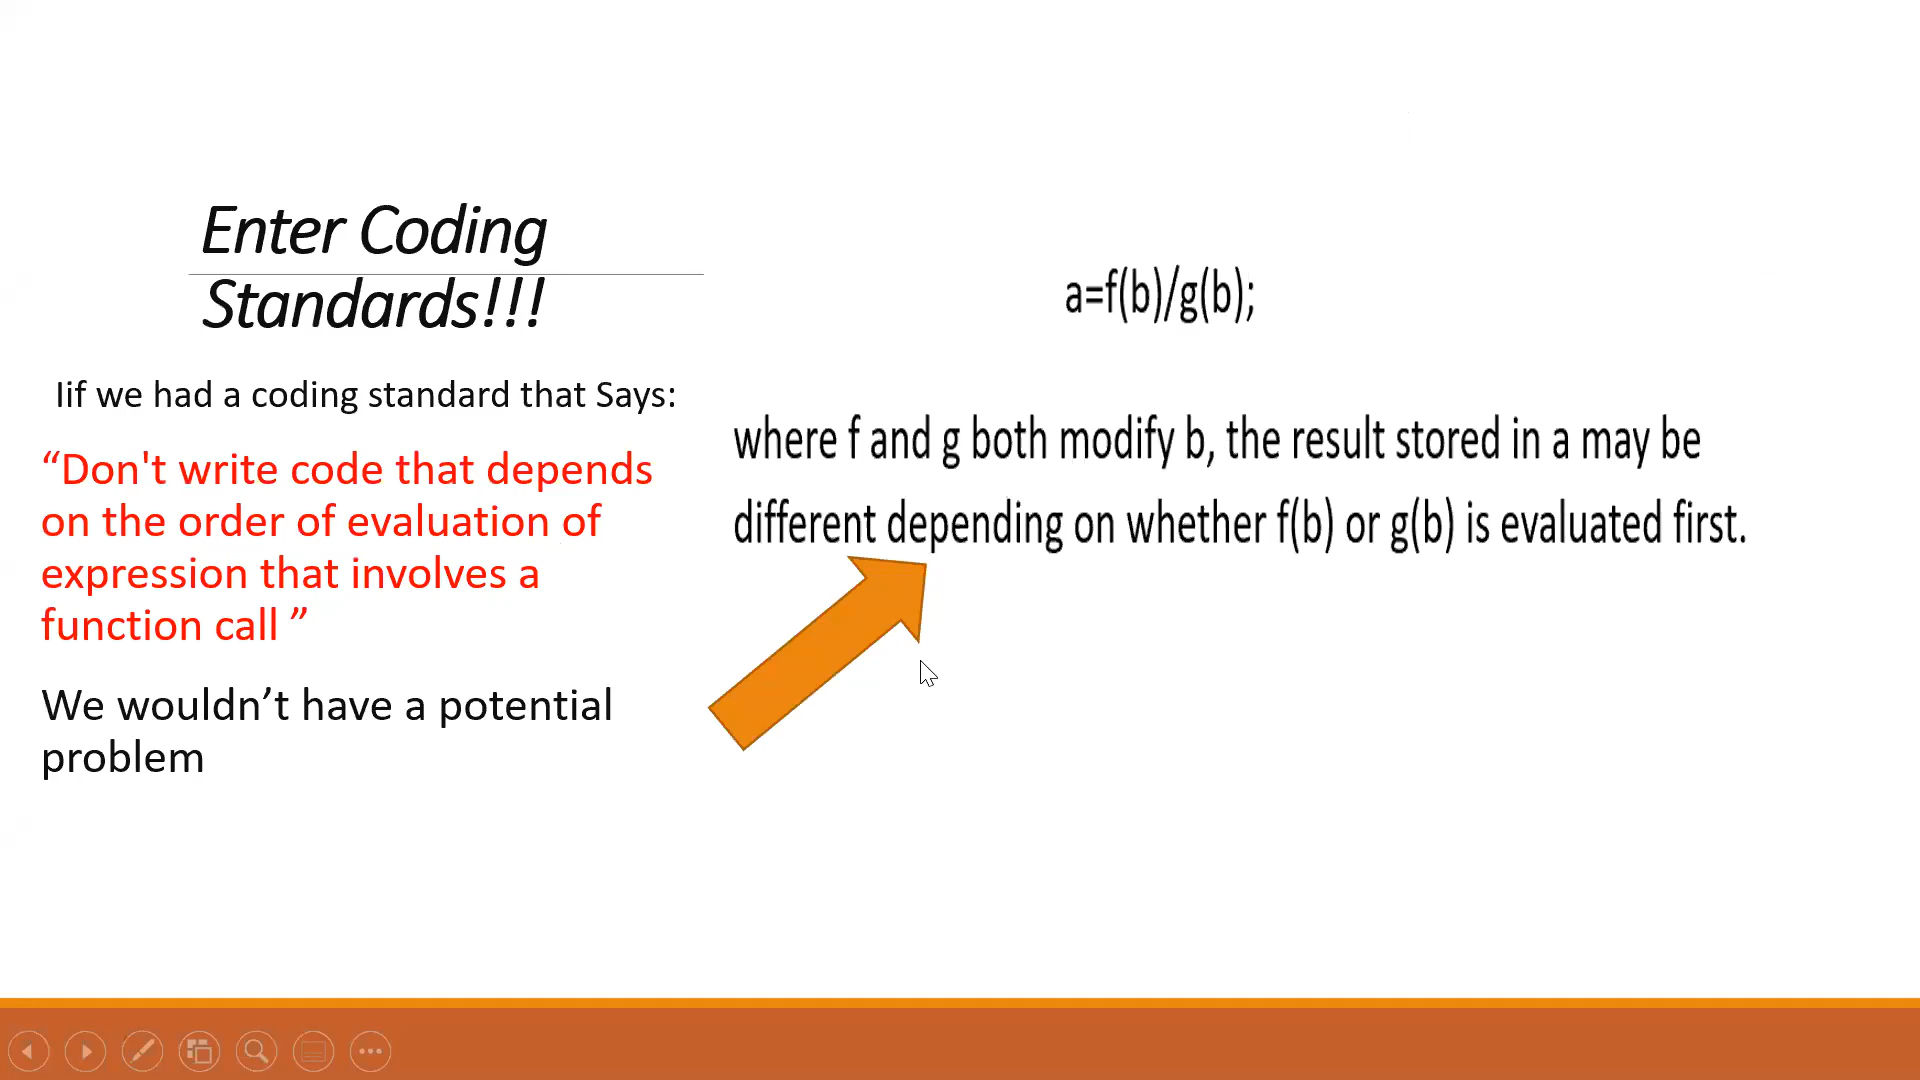 Enter Coding
Standards!!!
Iif we had a coding standard that Says:
“Don't write code that depends
on the order of evaluation of
expression that involves a
function call ”
We wouldn’t have a potential
problem
a=f(b)/g(b);
where f and g both modify b, the result stored in a may be
different depending on whether f(b) or g(b) is evaluated first.